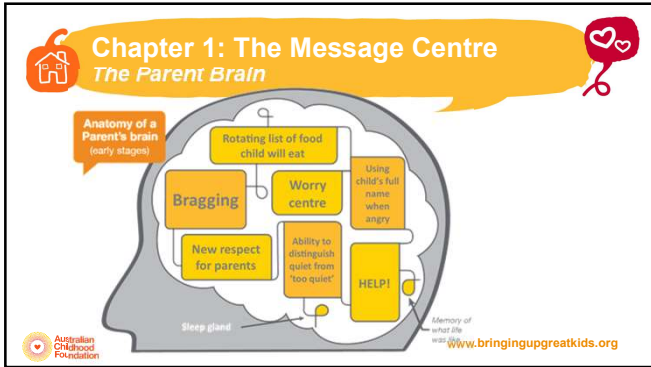 Chapter 1: The Message Centre
The Parent Brain
Anatomy of a
Parent's brain
(early stages)
Rotating list of food
child will eat
Bragging
Worry
centre
Using
child's full
name
when
angry
New respect
for parents
Ability to
distinguish
quiet from
'too quiet'
HELP!
Sleep gland
Memory of
what life
was like
www.bringingupgreatkids.org
Australian
Childhood
Foundation